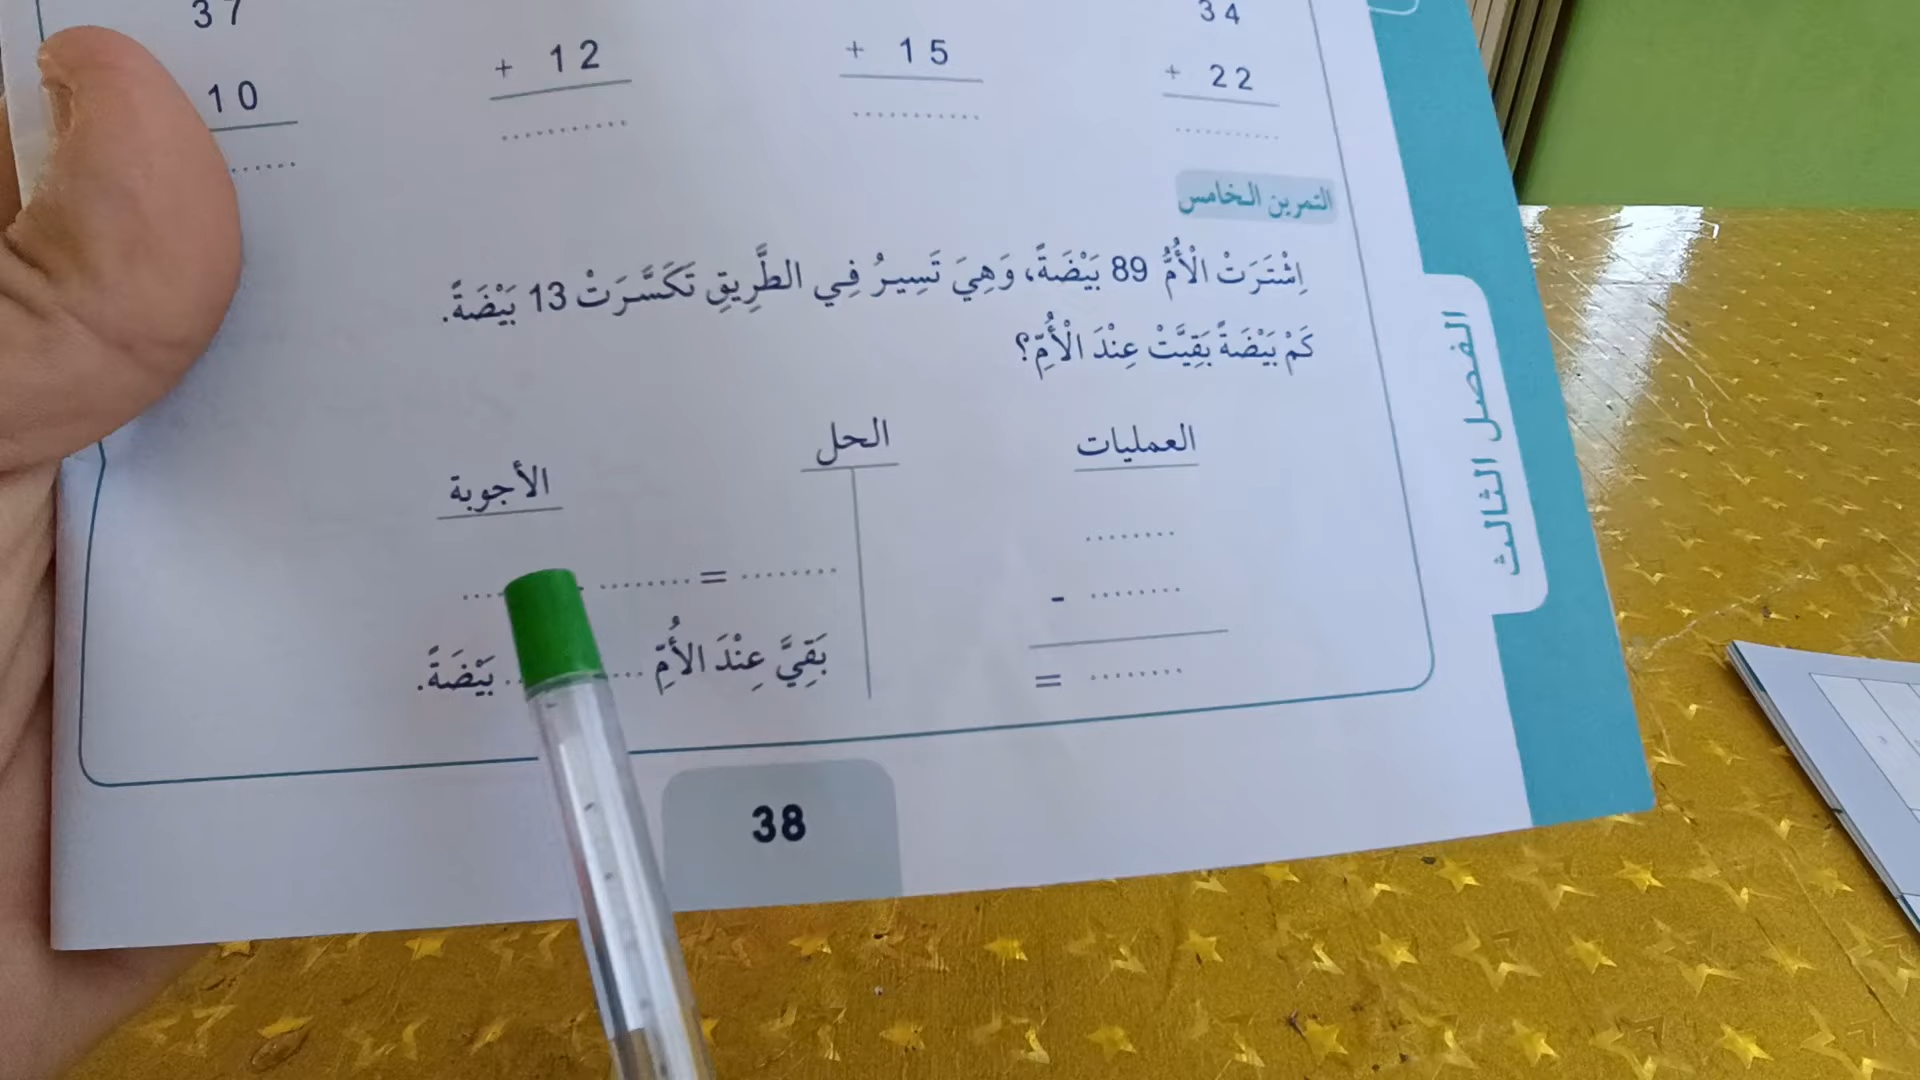 37
34
+ 12
+ 15
+ 22
10
التمرين الخامس
اِشْتَرَتْ الْأُمُّ 89 بَيْضَةً، وَهِيَ تَسِيرُ فِي الطَّرِيقِ تَكَسَّرَتْ 13 بَيْضَةً.
كَمْ بَيْضَةً بَقِيَّتْ عِنْدَ الْأُمِّ؟
العمليات
الحل
الأجوبة
........
- ........
= ........
........ = ........ ....
بَقِيَّ عِنْدَ الأُمِّ ........ بَيْضَةً.
38
الفصل الثالث